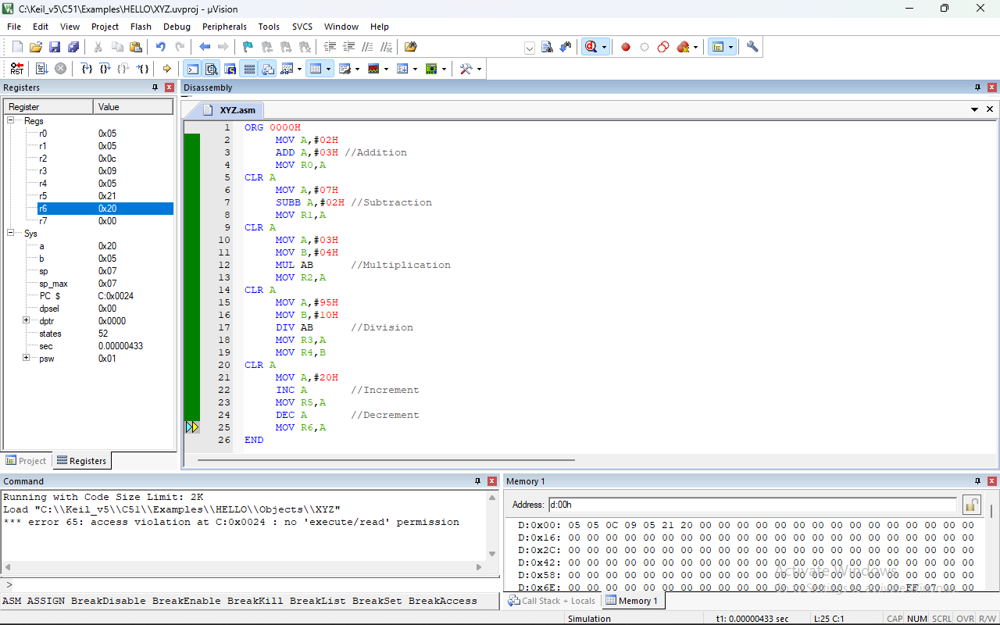 C:\Keil_v5\C51\Examples\HELLO\XYZ.uvproj - µVision
File Edit View Project Flash Debug Peripherals Tools SVCS Window Help
RST
Registers
Register Value
Regs
r0 0x05
r1 0x05
r2 0x0c
r3 0x09
r4 0x05
r5 0x21
r6 0x20
r7 0x00
Sys
a 0x20
b 0x05
sp 0x07
sp_max 0x07
PC $ C:0x0024
dpsel 0x00
dptr 0x0000
states 52
sec 0.00000433
psw 0x01
Project Registers
Disassembly
XYZ.asm
1 ORG 0000H
2 MOV A,#02H
3 ADD A,#03H //Addition
4 MOV R0,A
5 CLR A
6 MOV A,#07H
7 SUBB A,#02H //Subtraction
8 MOV R1,A
9 CLR A
10 MOV A,#03H
11 MOV B,#04H
12 MUL AB //Multiplication
13 MOV R2,A
14 CLR A
15 MOV A,#95H
16 MOV B,#10H
17 DIV AB //Division
18 MOV R3,A
19 MOV R4,B
20 CLR A
21 MOV A,#20H
22 INC A //Increment
23 MOV R5,A
24 DEC A //Decrement
25 MOV R6,A
26 END
Command
Running with Code Size Limit: 2K
Load "C:\\Keil_v5\\C51\\Examples\\HELLO\\Objects\\XYZ"
*** error 65: access violation at C:0x0024 : no 'execute/read' permission
>
ASM ASSIGN BreakDisable BreakEnable BreakKill BreakList BreakSet BreakAccess
Memory 1
Address: d:00h
D:0x00: 05 05 0C 09 05 21 20 00 00 00 00 00 00 00 00 00 00 00 00 00 00 00
D:0x16: 00 00 00 00 00 00 00 00 00 00 00 00 00 00 00 00 00 00 00 00 00 00
D:0x2C: 00 00 00 00 00 00 00 00 00 00 00 00 00 00 00 00 00 00 00 00 00 00
D:0x42: 00 00 00 00 00 00 00 00 00 00 00 00 00 00 00 00 00 00 00 00 00 00
D:0x58: 00 00 00 00 00 00 00 00 00 00 00 00 00 00 00 00 00 00 00 00 00 00
D:0x6E: 00 00 00 00 00 00 00 00 00 00 00 00 00 00 00 00 00 00
Activate Windows
Go to Settings to activate Windows.
Call Stack + Locals Memory 1
Simulation t1: 0.00000433 sec L:25 C:1 CAP NUM SCRL OVR R/W